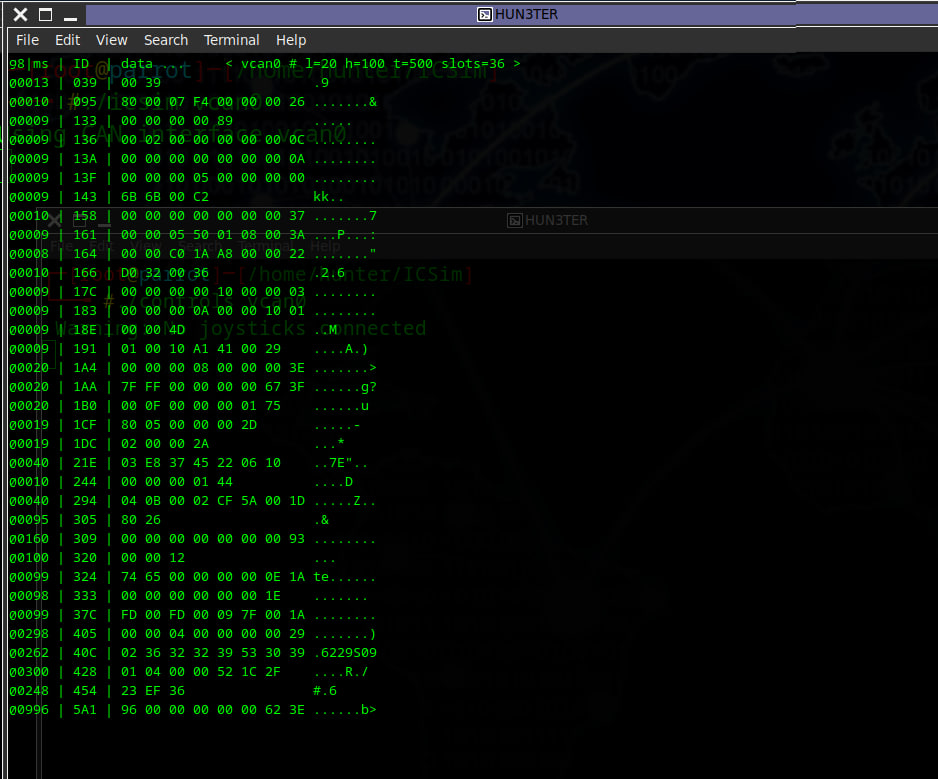 HUN3TER
File Edit View Search Terminal Help
98|ms | ID | data ... < vcan0 # l=20 h=100 t=500 slots=36 >
00013 | 039 | 00 39 .9
00010 | 095 | 80 00 07 F4 00 00 00 26 .......&
00009 | 133 | 00 00 00 00 89 .....
00009 | 136 | 00 02 00 00 00 00 00 0C ........
00009 | 13A | 00 00 00 00 00 00 00 0A ........
00009 | 13F | 00 00 00 05 00 00 00 00 ........
00009 | 143 | 6B 6B 00 C2 kk..
00010 | 158 | 00 00 00 00 00 00 00 37 .......7
00009 | 161 | 00 00 05 50 01 08 00 3A ...P...:
00008 | 164 | 00 00 C0 1A A8 00 00 22 ......."
00010 | 166 | D0 32 00 36 .2.6
00009 | 17C | 00 00 00 00 10 00 00 03 ........
00009 | 183 | 00 00 00 0A 00 00 10 01 ........
00009 | 18E | 00 00 4D ..M
00009 | 191 | 01 00 10 A1 41 00 29 ....A.)
00020 | 1A4 | 00 00 00 08 00 00 00 3E .......>
00020 | 1AA | 7F FF 00 00 00 00 67 3F ......g?
00020 | 1B0 | 00 0F 00 00 00 01 75 ......u
00019 | 1CF | 80 05 00 00 00 2D .....-
00019 | 1DC | 02 00 00 2A ...*
00040 | 21E | 03 E8 37 45 22 06 10 ..7E"..
00010 | 244 | 00 00 00 01 44 ....D
00040 | 294 | 04 0B 00 02 CF 5A 00 1D .....Z..
00095 | 305 | 80 26 .&
00160 | 309 | 00 00 00 00 00 00 00 93 ........
00100 | 320 | 00 00 12 ...
00099 | 324 | 74 65 00 00 00 00 0E 1A te......
00098 | 333 | 00 00 00 00 00 00 1E .......
00099 | 37C | FD 00 FD 00 09 7F 00 1A ........
00298 | 405 | 00 00 04 00 00 00 00 29 .......)
00262 | 40C | 02 36 32 32 39 53 30 39 .6229S09
00300 | 428 | 01 04 00 00 52 1C 2F ....R./
00248 | 454 | 23 EF 36 #.6
00996 | 5A1 | 96 00 00 00 00 00 62 3E ......b>
HUN3TER
File Edit View Search Terminal Help